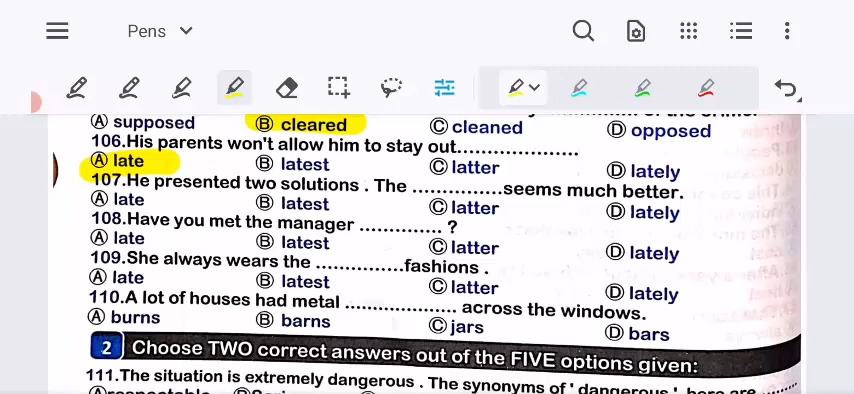 Pens
of the crime.
Ⓐ supposed Ⓑ cleared Ⓒ cleaned Ⓓ opposed
106.His parents won't allow him to stay out....................
Ⓐ late Ⓑ latest Ⓒ latter Ⓓ lately
107.He presented two solutions . The ...............seems much better.
Ⓐ late Ⓑ latest Ⓒ latter Ⓓ lately
108.Have you met the manager .............. ?
Ⓐ late Ⓑ latest Ⓒ latter Ⓓ lately
109.She always wears the ...............fashions .
Ⓐ late Ⓑ latest Ⓒ latter Ⓓ lately
110.A lot of houses had metal ................... across the windows.
Ⓐ burns Ⓑ barns Ⓒ jars Ⓓ bars
2 Choose TWO correct answers out of the FIVE options given:
111.The situation is extremely dangerous . The synonyms of ' dangerous ' here are .......